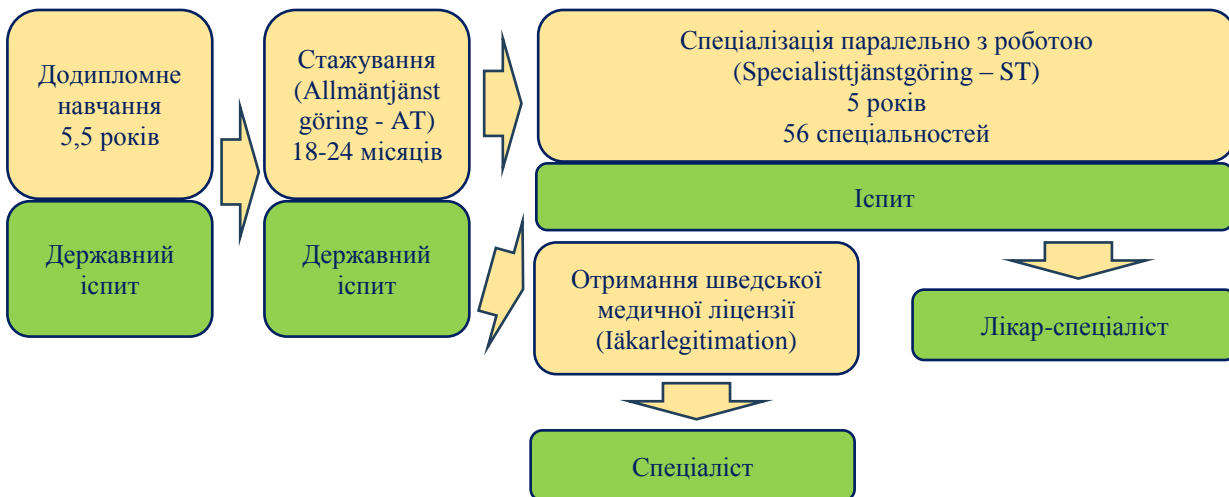 Додипломне
навчання
5,5 років
Державний
іспит
Стажування
(Allmäntjänst
göring - AT)
18-24 місяців
Державний
іспит
Спеціалізація паралельно з роботою
(Specialisttjänstgöring – ST)
5 років
56 спеціальностей
Іспит
Отримання шведської
медичної ліцензії
(Iäkarlegitimation)
Лікар-спеціаліст
Спеціаліст